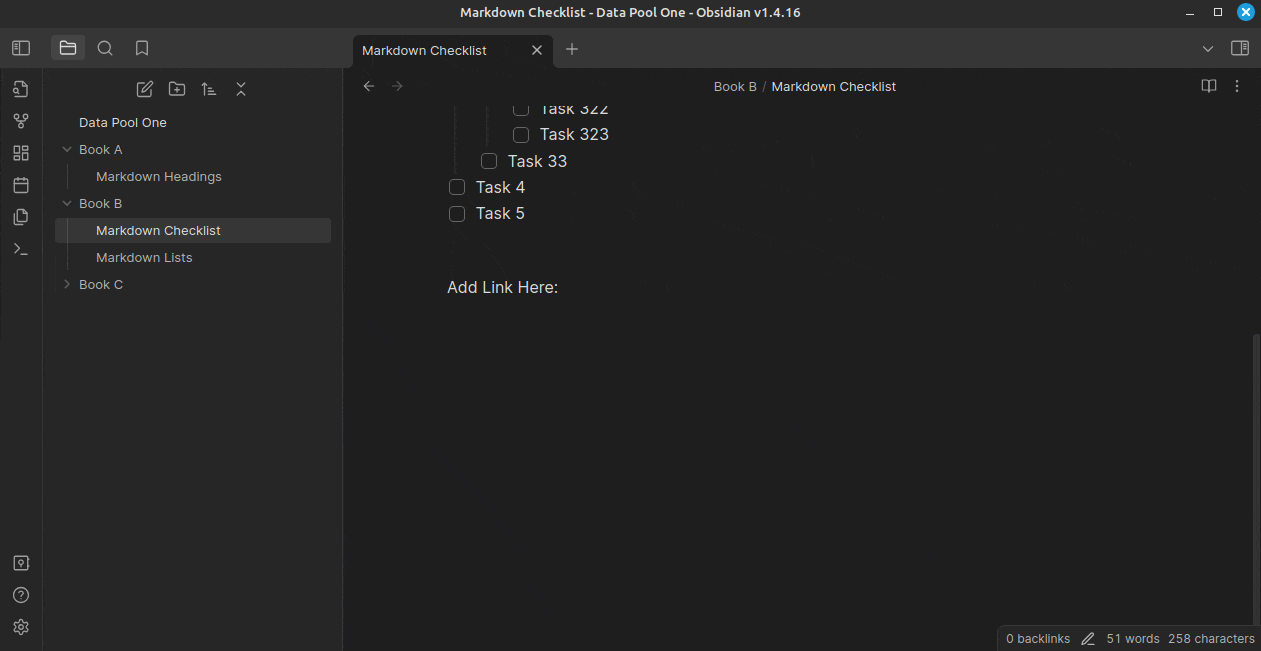 Markdown Checklist - Data Pool One - Obsidian v1.4.16
Markdown Checklist
Book B / Markdown Checklist
Data Pool One
Book A
Markdown Headings
Book B
Markdown Checklist
Markdown Lists
Book C
Task 322
Task 323
Task 33
Task 4
Task 5
Add Link Here:
0 backlinks 51 words 258 characters